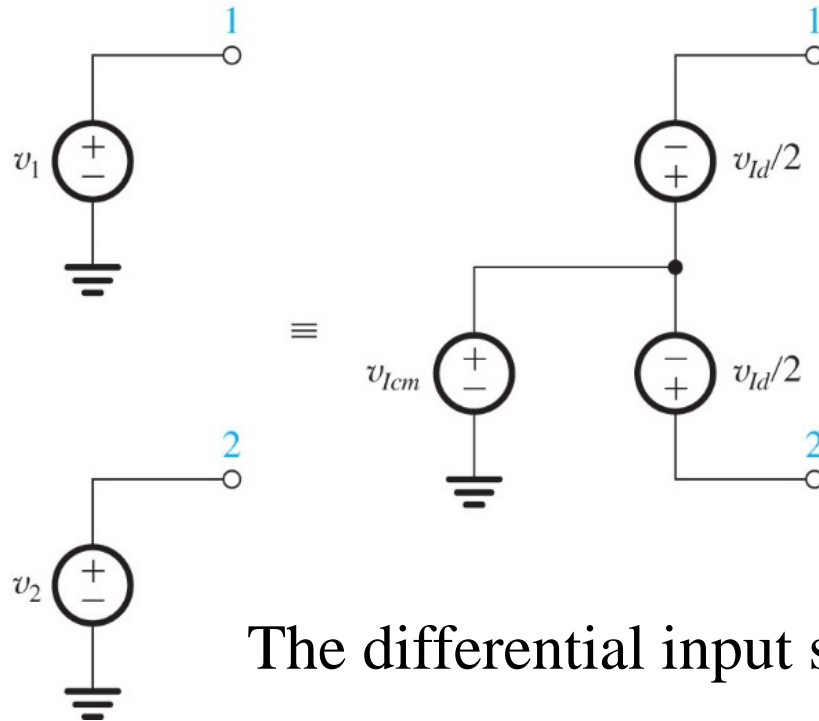 1
v1
+
−
1
−
+
vId/2
≡
vIcm
+
−
−
+
vId/2
2
2
v2
+
−
The differential input